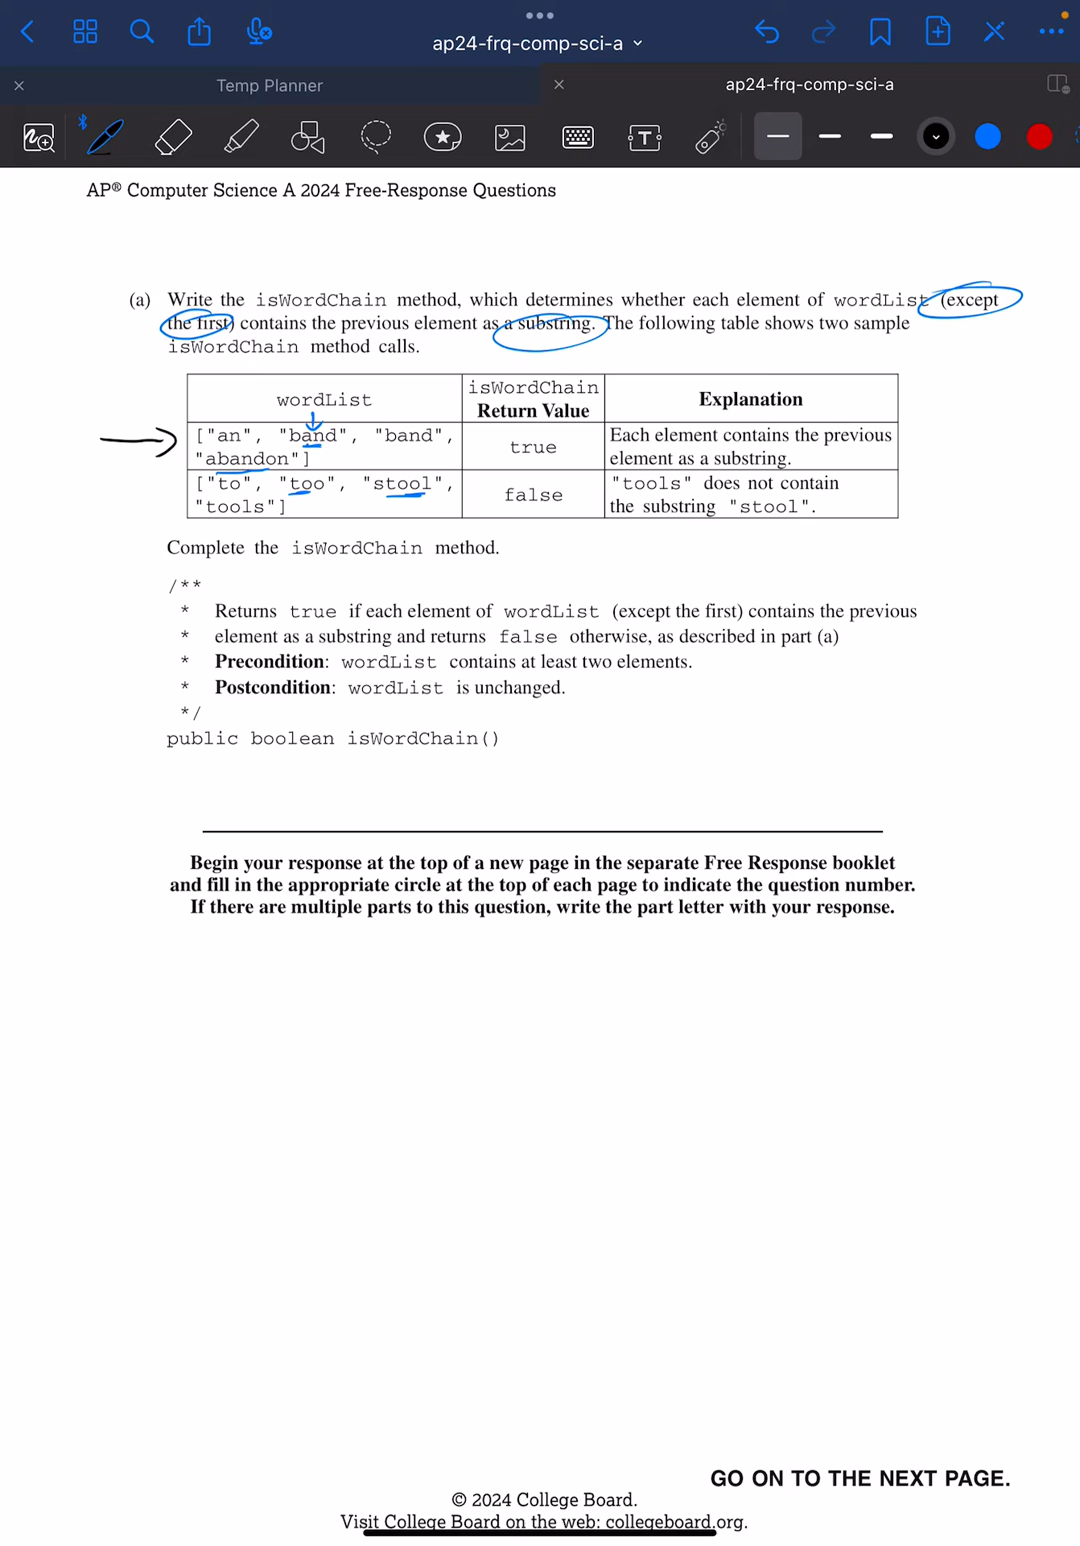 ap24-frq-comp-sci-a
Temp Planner
ap24-frq-comp-sci-a
T
AP® Computer Science A 2024 Free-Response Questions
(a) Write the isWordChain method, which determines whether each element of wordList (except
the first) contains the previous element as a substring. The following table shows two sample
isWordChain method calls.
wordList
isWordChain
Return Value
Explanation
["an", "band", "band",
"abandon"]
true
Each element contains the previous
element as a substring.
["to", "too", "stool",
"tools"]
false
"tools" does not contain
the substring "stool".
Complete the isWordChain method.
/**
* Returns true if each element of wordList (except the first) contains the previous
* element as a substring and returns false otherwise, as described in part (a)
* Precondition: wordList contains at least two elements.
* Postcondition: wordList is unchanged.
*/
public boolean isWordChain()
Begin your response at the top of a new page in the separate Free Response booklet
and fill in the appropriate circle at the top of each page to indicate the question number.
If there are multiple parts to this question, write the part letter with your response.
GO ON TO THE NEXT PAGE.
© 2024 College Board.
Visit College Board on the web: collegeboard.org.